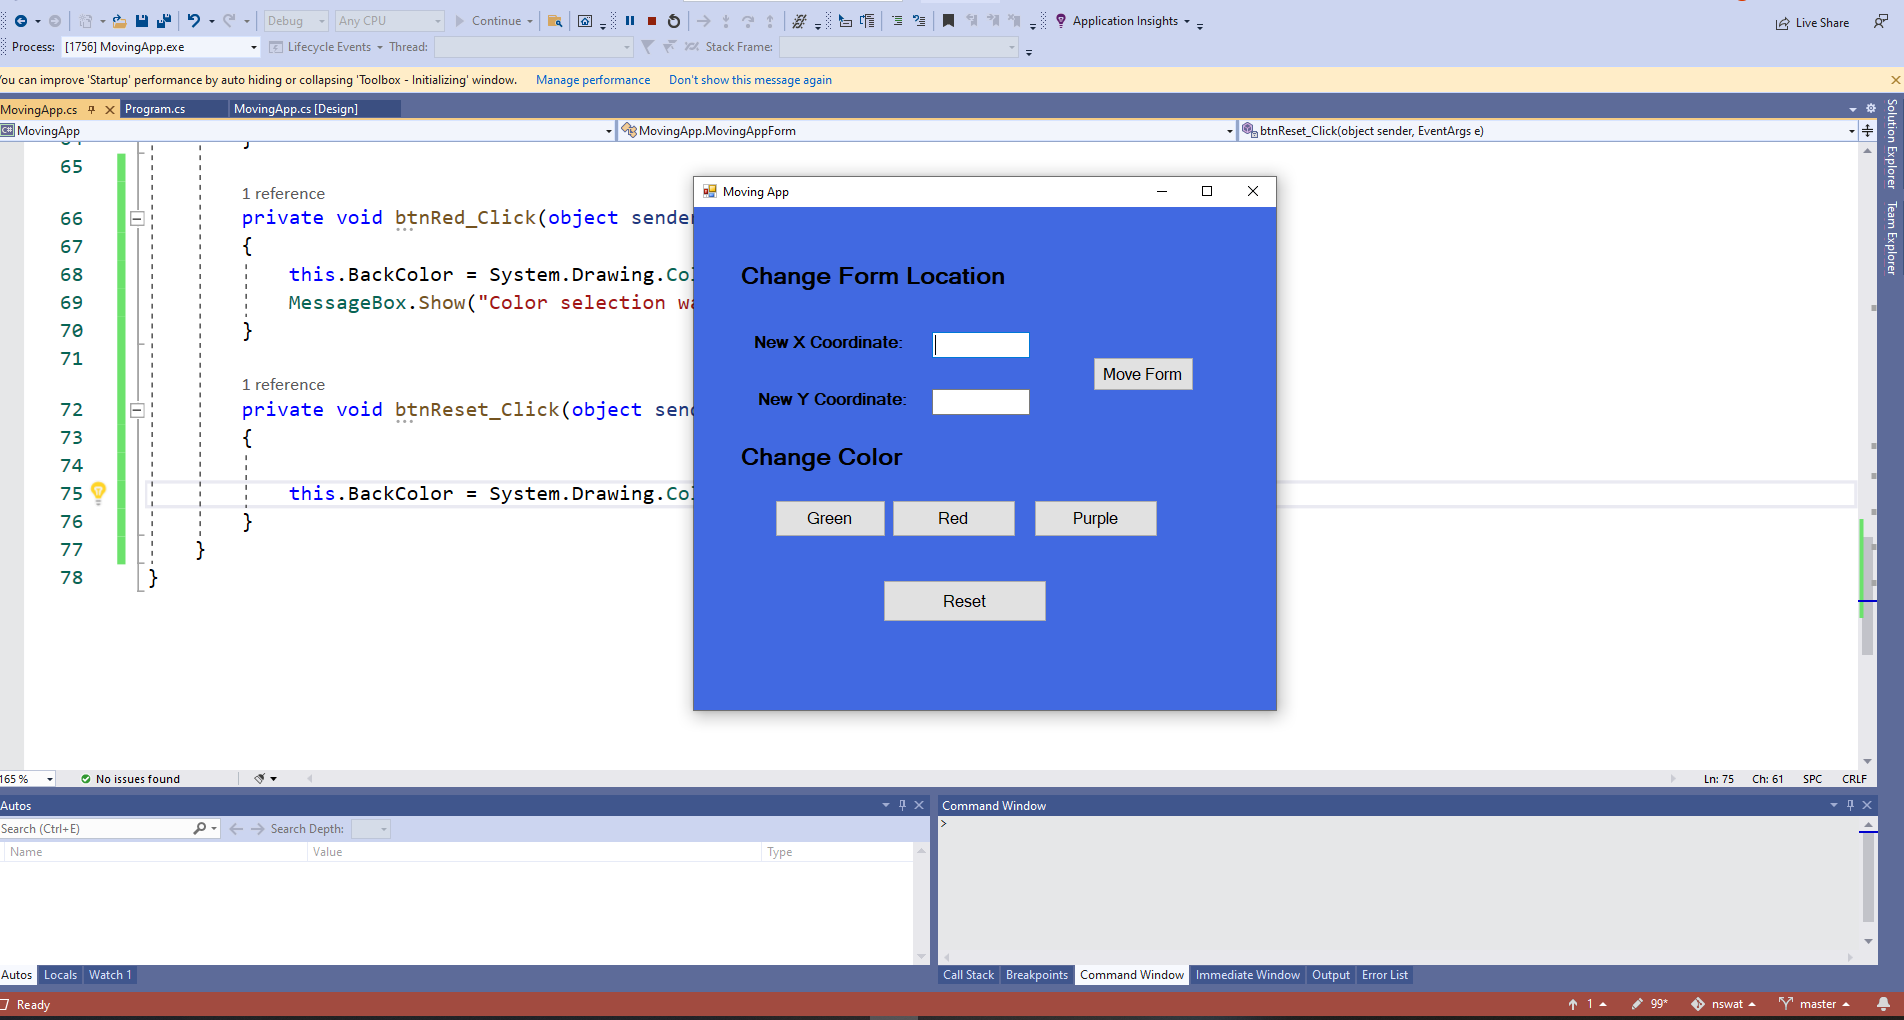 Debug
Any CPU
Continue
Application Insights
Live Share
Process:
[1756] MovingApp.exe
Lifecycle Events
Thread:
Stack Frame:
ou can improve 'Startup' performance by auto hiding or collapsing 'Toolbox - Initializing' window.
Manage performance
Don't show this message again
MovingApp.cs
Program.cs
MovingApp.cs [Design]
C# MovingApp
MovingApp.MovingAppForm
btnReset_Click(object sender, EventArgs e)
Solution Explorer
Team Explorer
64 }
65
1 reference
66 private void btnRed_Click(object sender
67 {
68 this.BackColor = System.Drawing.Col
69 MessageBox.Show("Color selection wa
70 }
71
1 reference
72 private void btnReset_Click(object send
73 {
74
75 this.BackColor = System.Drawing.Col
76 }
77 }
78 }
Moving App
Change Form Location
New X Coordinate:
Move Form
New Y Coordinate:
Change Color
Green
Red
Purple
Reset
165 %
No issues found
Ln: 75
Ch: 61
SPC
CRLF
Autos
Search (Ctrl+E)
Search Depth:
Name
Value
Type
Command Window
>
Autos
Locals
Watch 1
Call Stack
Breakpoints
Command Window
Immediate Window
Output
Error List
Ready
1
99*
nswat
master